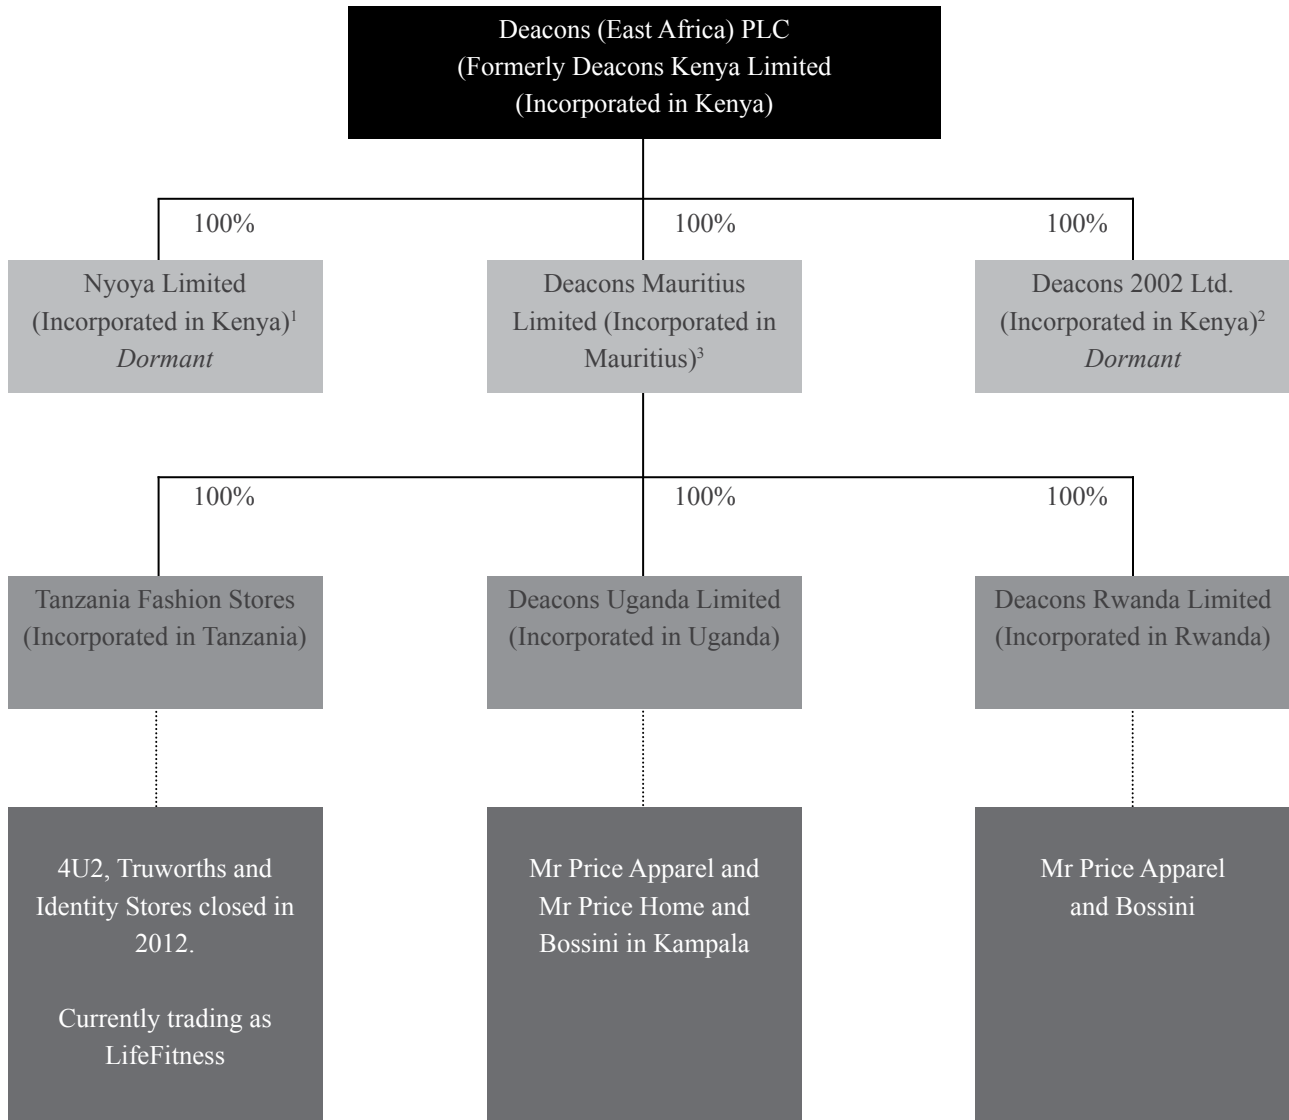 Deacons (East Africa) PLC
(Formerly Deacons Kenya Limited
(Incorporated in Kenya)
100%
100%
100%
Nyoya Limited
(Incorporated in Kenya)¹
Dormant
Deacons Mauritius
Limited (Incorporated in
Mauritius)³
Deacons 2002 Ltd.
(Incorporated in Kenya)²
Dormant
100%
100%
100%
Tanzania Fashion Stores
(Incorporated in Tanzania)
Deacons Uganda Limited
(Incorporated in Uganda)
Deacons Rwanda Limited
(Incorporated in Rwanda)
4U2, Truworths and
Identity Stores closed in
2012.
Currently trading as
LifeFitness
Mr Price Apparel and
Mr Price Home and
Bossini in Kampala
Mr Price Apparel
and Bossini